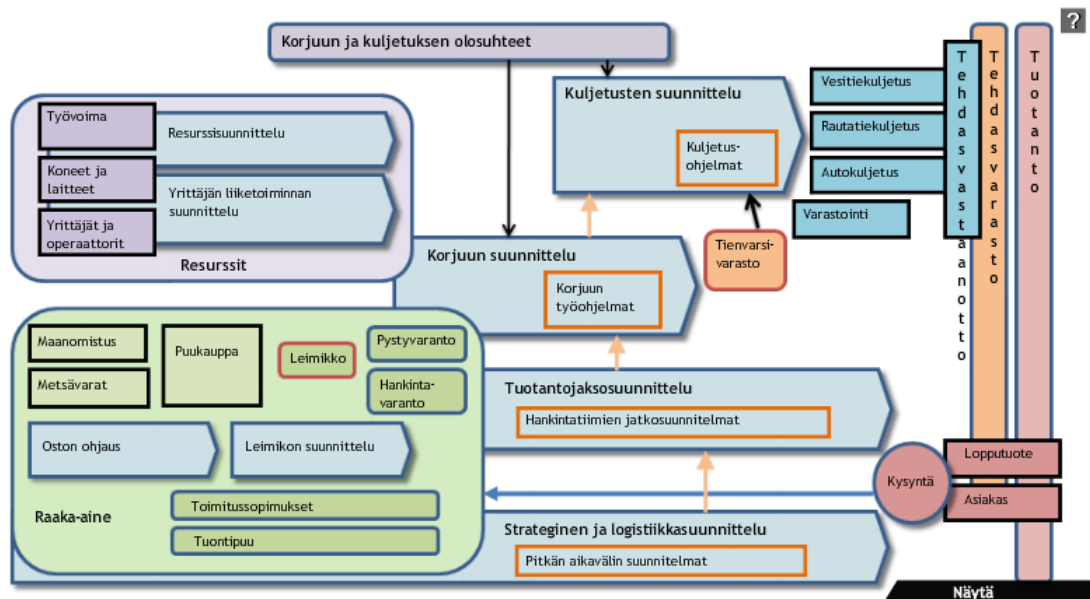 ?
Korjuun ja kuljetuksen olosuhteet
Kuljetusten suunnittelu
Kuljetus-
ohjelmat
Vesitiekuljetus
Rautatiekuljetus
Autokuljetus
Varastointi
Tehdasvastaanotto
Tehdasvarasto
Tuotanto
Työvoima
Koneet ja
laitteet
Yrittäjät ja
operaattorit
Resurssisuunnittelu
Yrittäjän liiketoiminnan
suunnittelu
Resurssit
Korjuun suunnittelu
Korjuun
työohjelmat
Tienvarsi-
varasto
Maanomistus
Metsävarat
Puukauppa
Leimikko
Pystyvaranto
Hankinta-
varanto
Oston ohjaus
Leimikon suunnittelu
Raaka-aine
Toimitussopimukset
Tuontipuu
Tuotantojaksosuunnittelu
Hankintatiimien jatkosuunnitelmat
Kysyntä
Lopputuote
Asiakas
Strateginen ja logistiikkasuunnittelu
Pitkän aikavälin suunnitelmat
Näytä